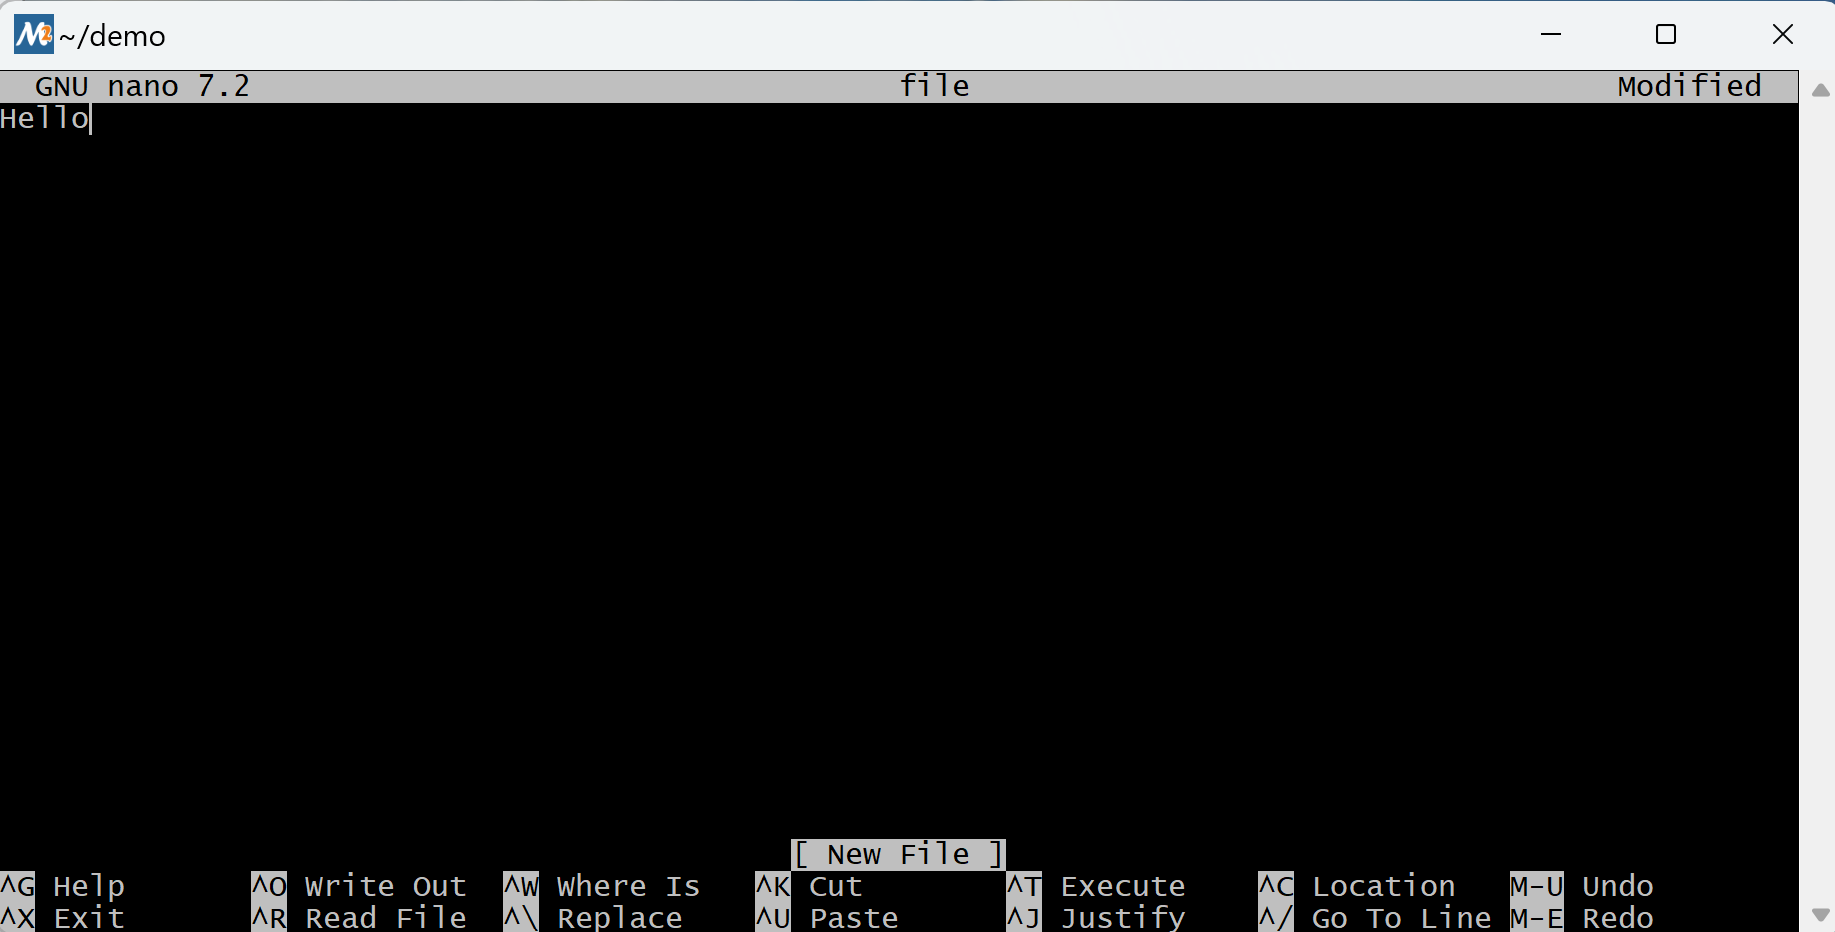 M2 ~/demo
GNU nano 7.2 file Modified
Hello
[ New File ]
^G Help ^O Write Out ^W Where Is ^K Cut ^T Execute ^C Location M-U Undo
^X Exit ^R Read File ^\ Replace ^U Paste ^J Justify ^/ Go To Line M-E Redo